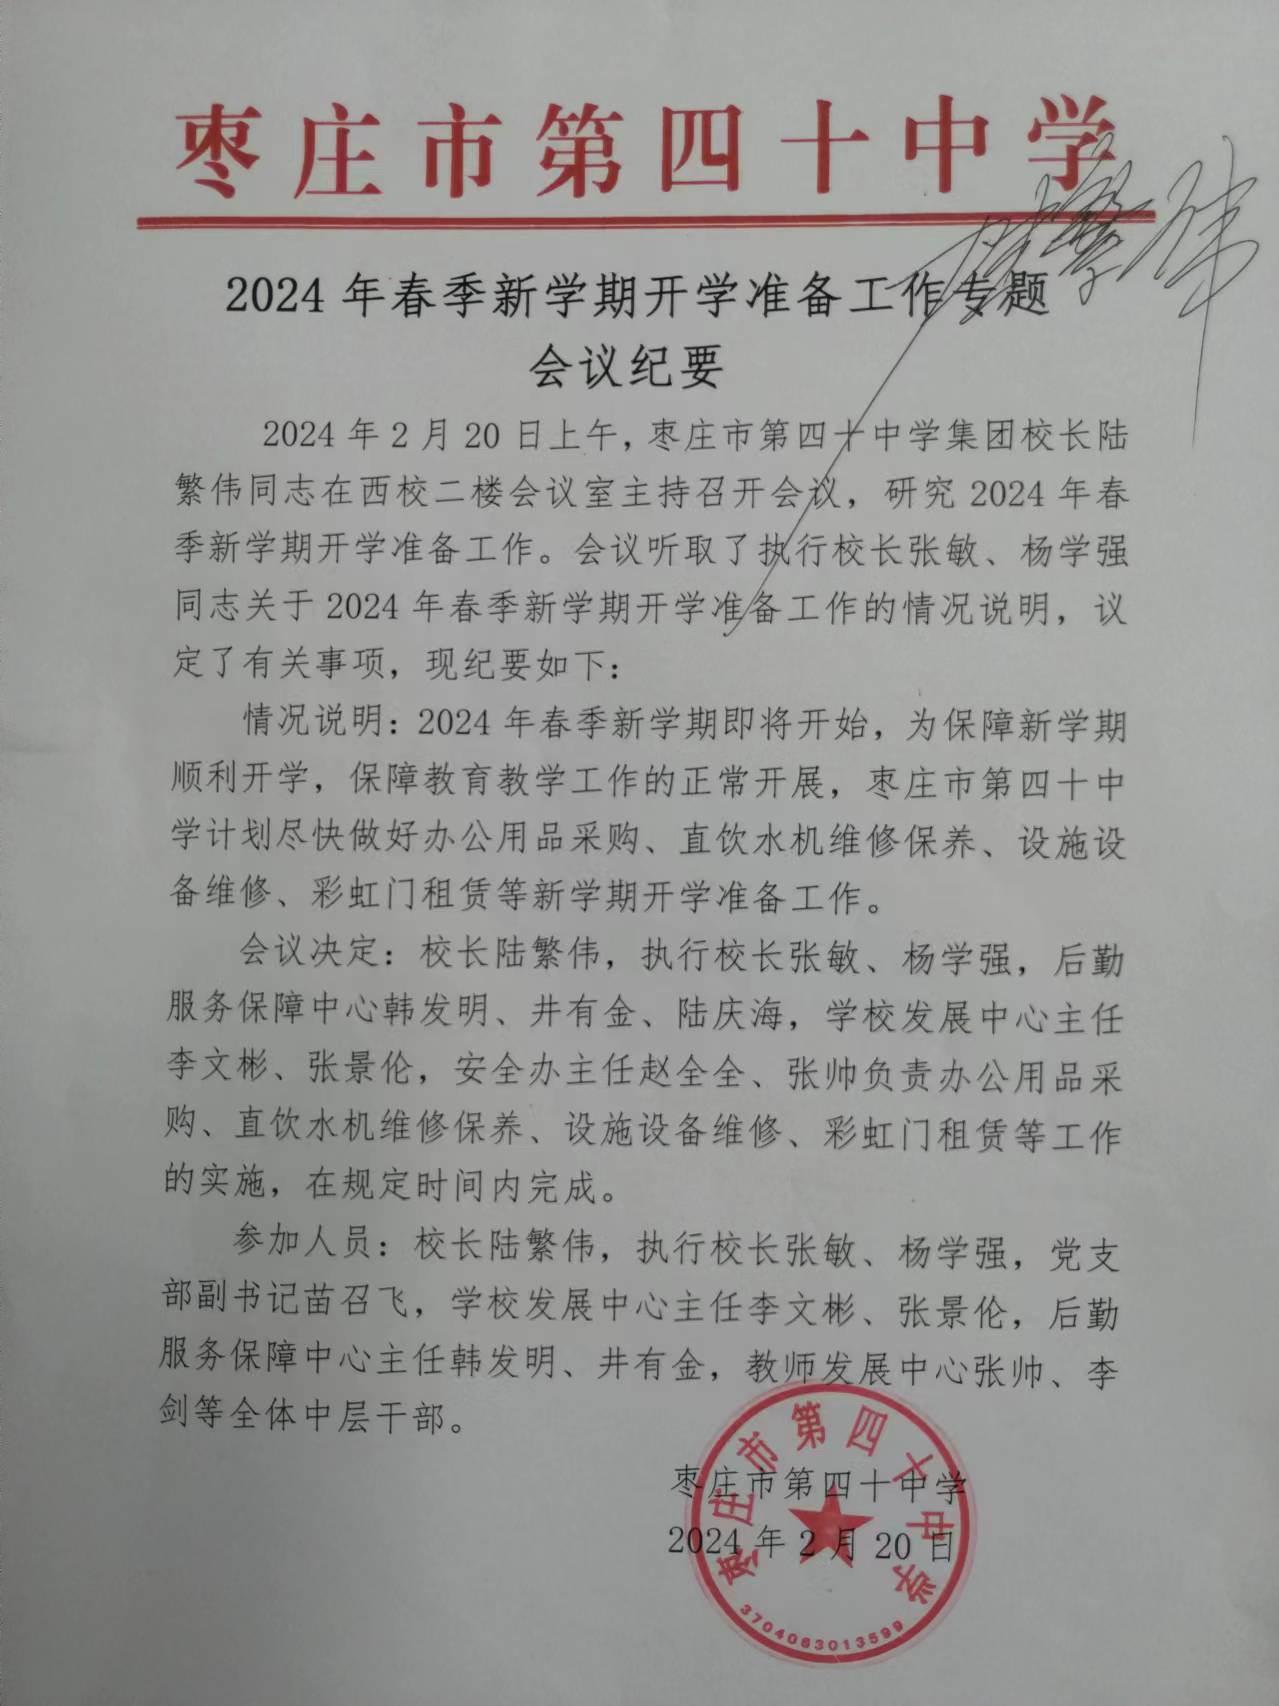 枣庄市第四十中学
2024年春季新学期开学准备工作专题
会议纪要
2024年2月20日上午，枣庄市第四十中学集团校长陆
繁伟同志在西校二楼会议室主持召开会议，研究2024年春
季新学期开学准备工作。会议听取了执行校长张敏、杨学强
同志关于2024年春季新学期开学准备工作的情况说明，议
定了有关事项，现纪要如下：
情况说明：2024年春季新学期即将开始，为保障新学期
顺利开学，保障教育教学工作的正常开展，枣庄市第四十中
学计划尽快做好办公用品采购、直饮水机维修保养、设施设
备维修、彩虹门租赁等新学期开学准备工作。
会议决定：校长陆繁伟，执行校长张敏、杨学强，后勤
服务保障中心韩发明、井有金、陆庆海，学校发展中心主任
李文彬、张景伦，安全办主任赵全全、张帅负责办公用品采
购、直饮水机维修保养、设施设备维修、彩虹门租赁等工作
的实施，在规定时间内完成。
参加人员：校长陆繁伟，执行校长张敏、杨学强，党支
部副书记苗召飞，学校发展中心主任李文彬、张景伦，后勤
服务保障中心主任韩发明、井有金，教师发展中心张帅、李
剑等全体中层干部。
枣庄市第四十中学
2024年2月20日
枣庄市第四十中学
3704063013599